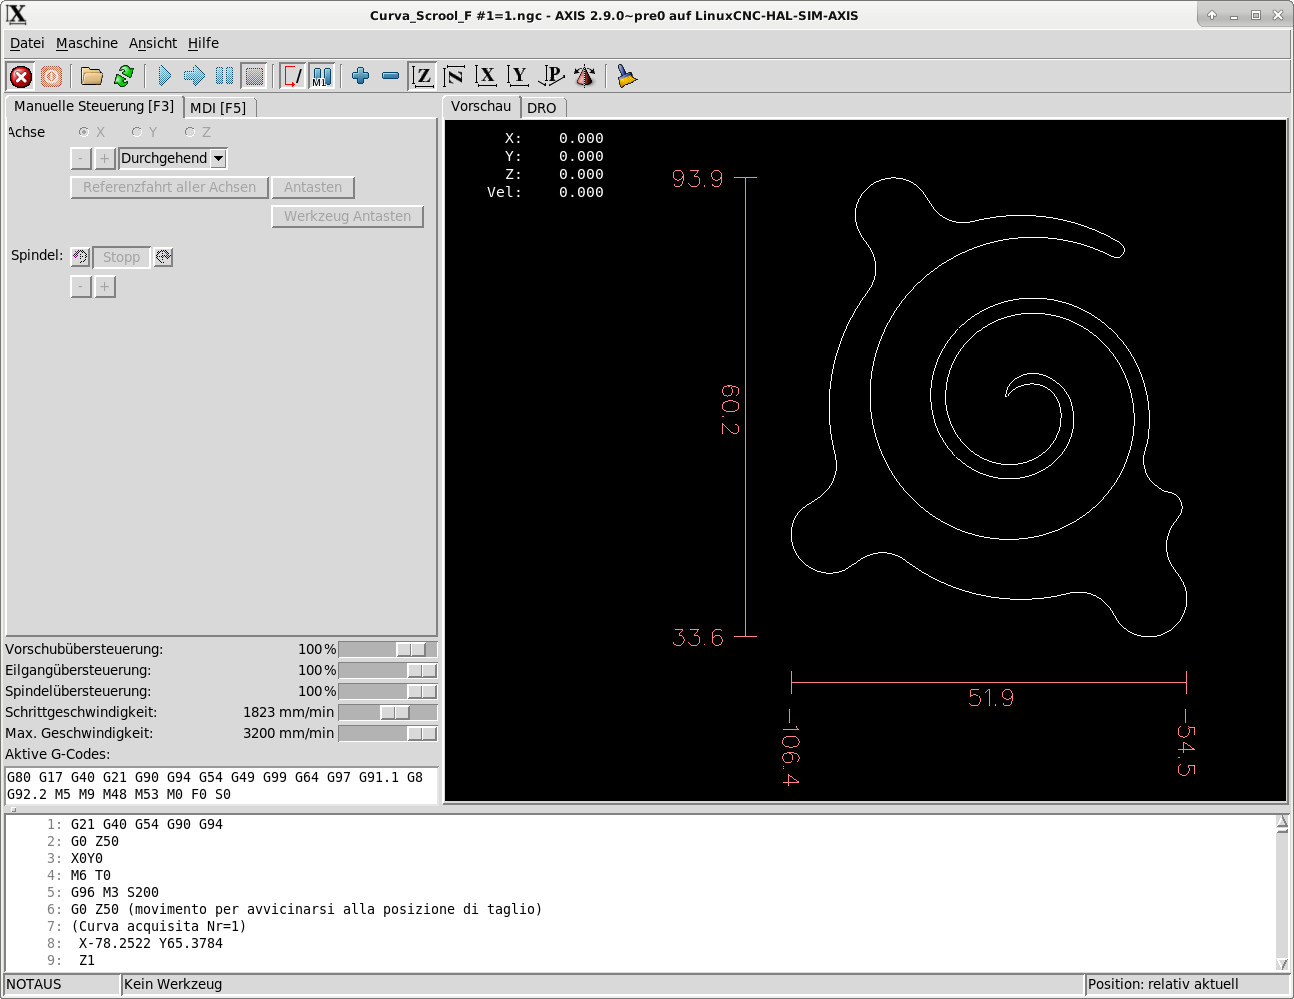 Curva_Scrool_F #1=1.ngc - AXIS 2.9.0~pre0 auf LinuxCNC-HAL-SIM-AXIS
Datei Maschine Ansicht Hilfe
M1 Z N X Y P
Manuelle Steuerung [F3] MDI [F5]
Achse X Y Z
- + Durchgehend
Referenzfahrt aller Achsen Antasten
Werkzeug Antasten
Spindel: Stopp
- +
Vorschubübersteuerung: 100 %
Eilgangübersteuerung: 100 %
Spindelübersteuerung: 100 %
Schrittgeschwindigkeit: 1823 mm/min
Max. Geschwindigkeit: 3200 mm/min
Aktive G-Codes:
G80 G17 G40 G21 G90 G94 G54 G49 G99 G64 G97 G91.1 G8
G92.2 M5 M9 M48 M53 M0 F0 S0
Vorschau DRO
X: 0.000
Y: 0.000
Z: 0.000
Vel: 0.000
93.9
60.2
33.6
51.9
-106.4
-54.5
1: G21 G40 G54 G90 G94
2: G0 Z50
3: X0Y0
4: M6 T0
5: G96 M3 S200
6: G0 Z50 (movimento per avvicinarsi alla posizione di taglio)
7: (Curva acquisita Nr=1)
8: X-78.2522 Y65.3784
9: Z1
NOTAUS Kein Werkzeug Position: relativ aktuell